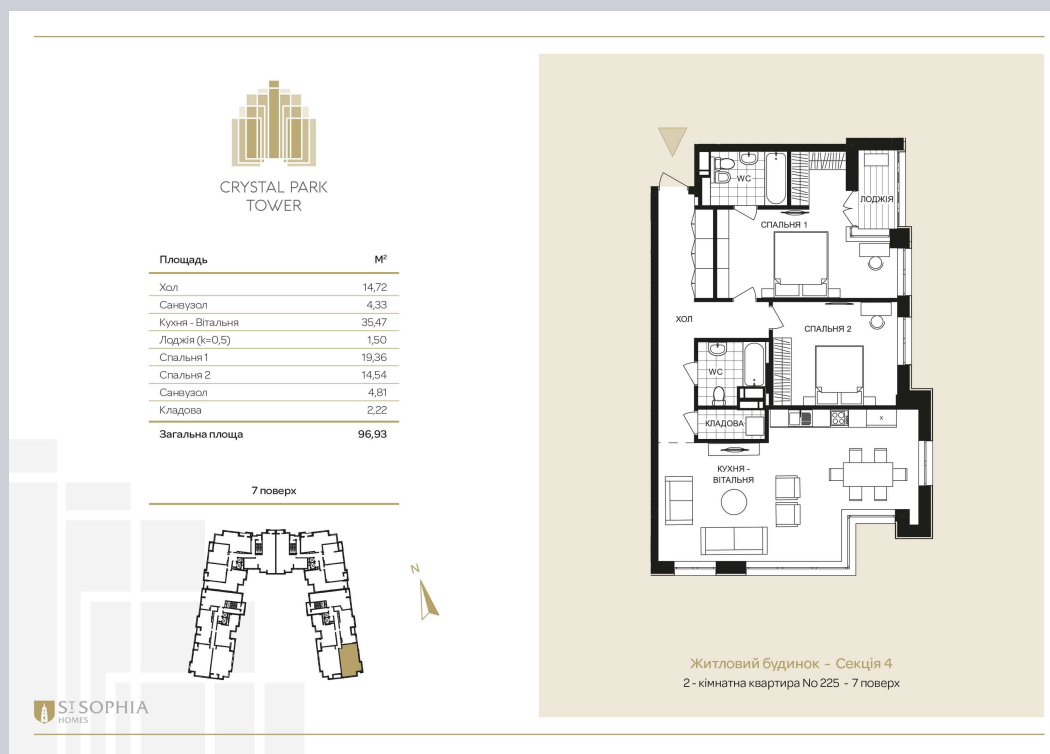 CRYSTAL PARK
TOWER
Площадь М²
Хол 14,72
Санвузол 4,33
Кухня - Вітальня 35,47
Лоджія (k=0,5) 1,50
Спальня 1 19,36
Спальня 2 14,54
Санвузол 4,81
Кладова 2,22
Загальна площа 96,93
7 поверх
N
ST SOPHIA
HOMES
WC
ЛОДЖІЯ
СПАЛЬНЯ 1
ХОЛ
СПАЛЬНЯ 2
WC
КЛАДОВА
X
КУХНЯ -
ВІТАЛЬНЯ
Житловий будинок - Секція 4
2 - кімнатна квартира No 225 - 7 поверх